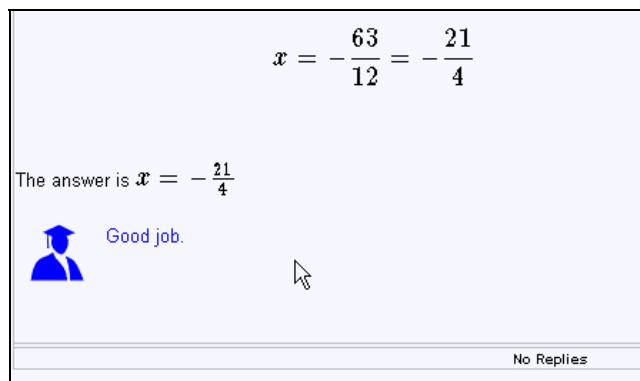 x = −63/12 = −21/4
The answer is x = −21/4
Good job.
No Replies